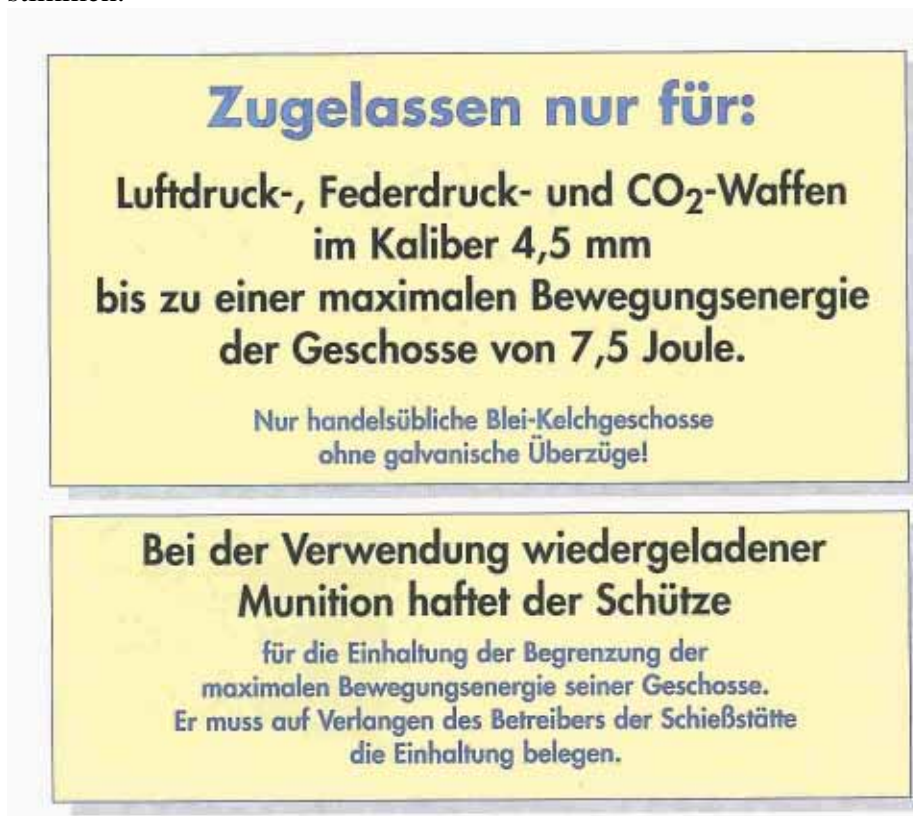 Zugelassen nur für:
Luftdruck-, Federdruck- und CO₂-Waffen
im Kaliber 4,5 mm
bis zu einer maximalen Bewegungsenergie
der Geschosse von 7,5 Joule.
Nur handelsübliche Blei-Kelchgeschosse
ohne galvanische Überzüge!
Bei der Verwendung wiedergeladener
Munition haftet der Schütze
für die Einhaltung der Begrenzung der
maximalen Bewegungsenergie seiner Geschosse.
Er muss auf Verlangen des Betreibers der Schießstätte
die Einhaltung belegen.